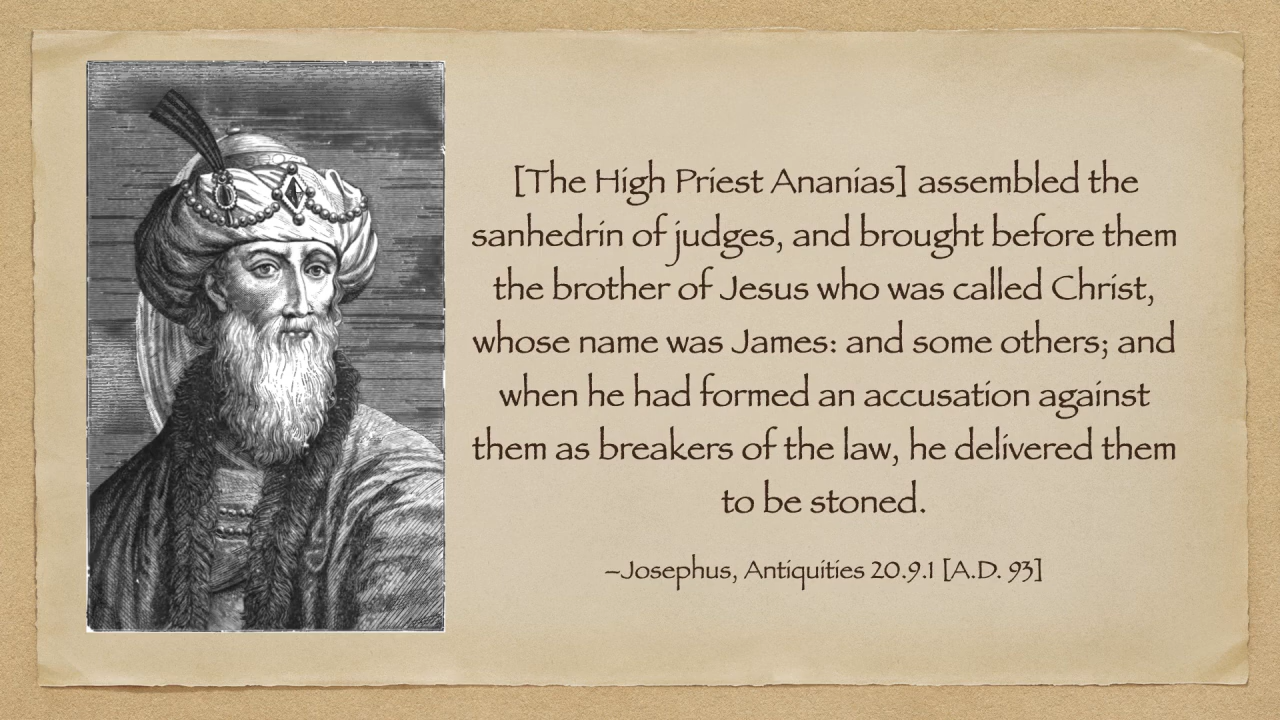 [The High Priest Ananias] assembled the
sanhedrin of judges, and brought before them
the brother of Jesus who was called Christ,
whose name was James: and some others; and
when he had formed an accusation against
them as breakers of the law, he delivered them
to be stoned.
–Josephus, Antiquities 20.9.1 [A.D. 93]